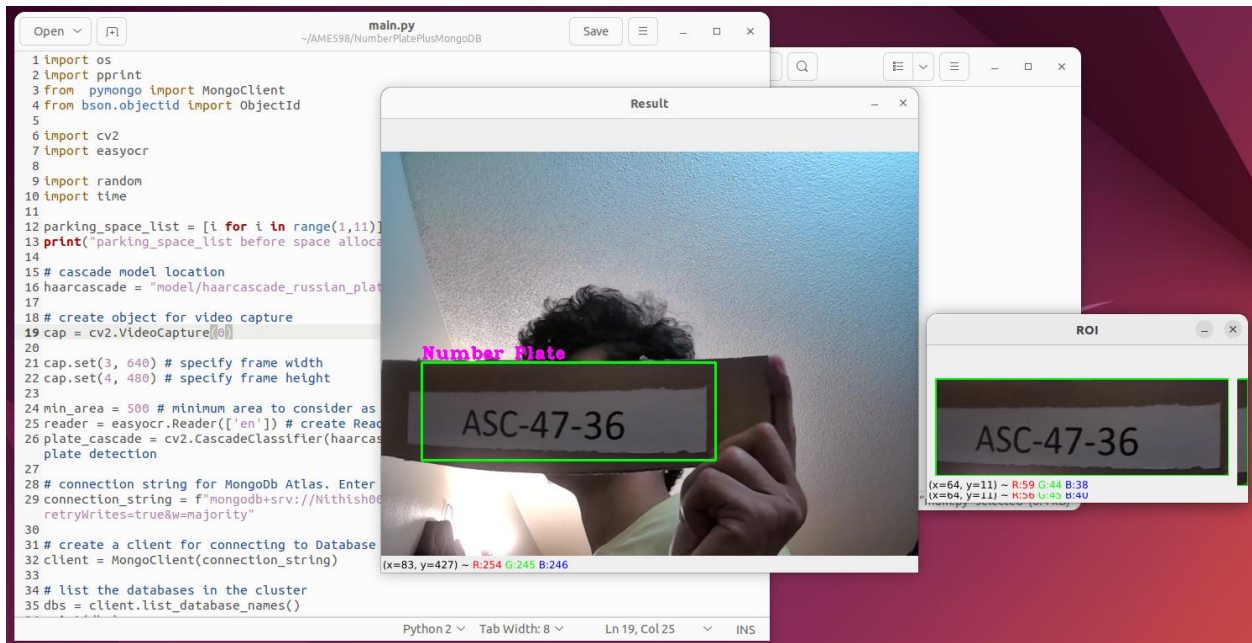 Open
main.py
~/AME598/NumberPlatePlusMongoDB
Save
1 import os
2 import pprint
3 from  pymongo import MongoClient
4 from bson.objectid import ObjectId
5
6 import cv2
7 import easyocr
8
9 import random
10 import time
11
12 parking_space_list = [i for i in range(1,11)]
13 print("parking_space_list before space alloca
14
15 # cascade model location
16 haarcascade = "model/haarcascade_russian_plat
17
18 # create object for video capture
19 cap = cv2.VideoCapture(0)
20
21 cap.set(3, 640) # specify frame width
22 cap.set(4, 480) # specify frame height
23
24 min_area = 500 # minimum area to consider as
25 reader = easyocr.Reader(['en']) # create Reac
26 plate_cascade = cv2.CascadeClassifier(haarcas
plate detection
27
28 # connection string for MongoDb Atlas. Enter
29 connection_string = f"mongodb+srv://Nithish00
retryWrites=true&w=majority"
30
31 # create a client for connecting to Database
32 client = MongoClient(connection_string)
33
34 # list the databases in the cluster
35 dbs = client.list_database_names()
Python 2
Tab Width: 8
Ln 19, Col 25
INS
Result
Number Plate
ASC-47-36
(x=83, y=427) ~ R:254 G:245 B:246
ROI
ASC-47-36
(x=64, y=11) ~ R:59 G:44 B:38
(x=64, y=11) ~ R:56 G:45 B:40